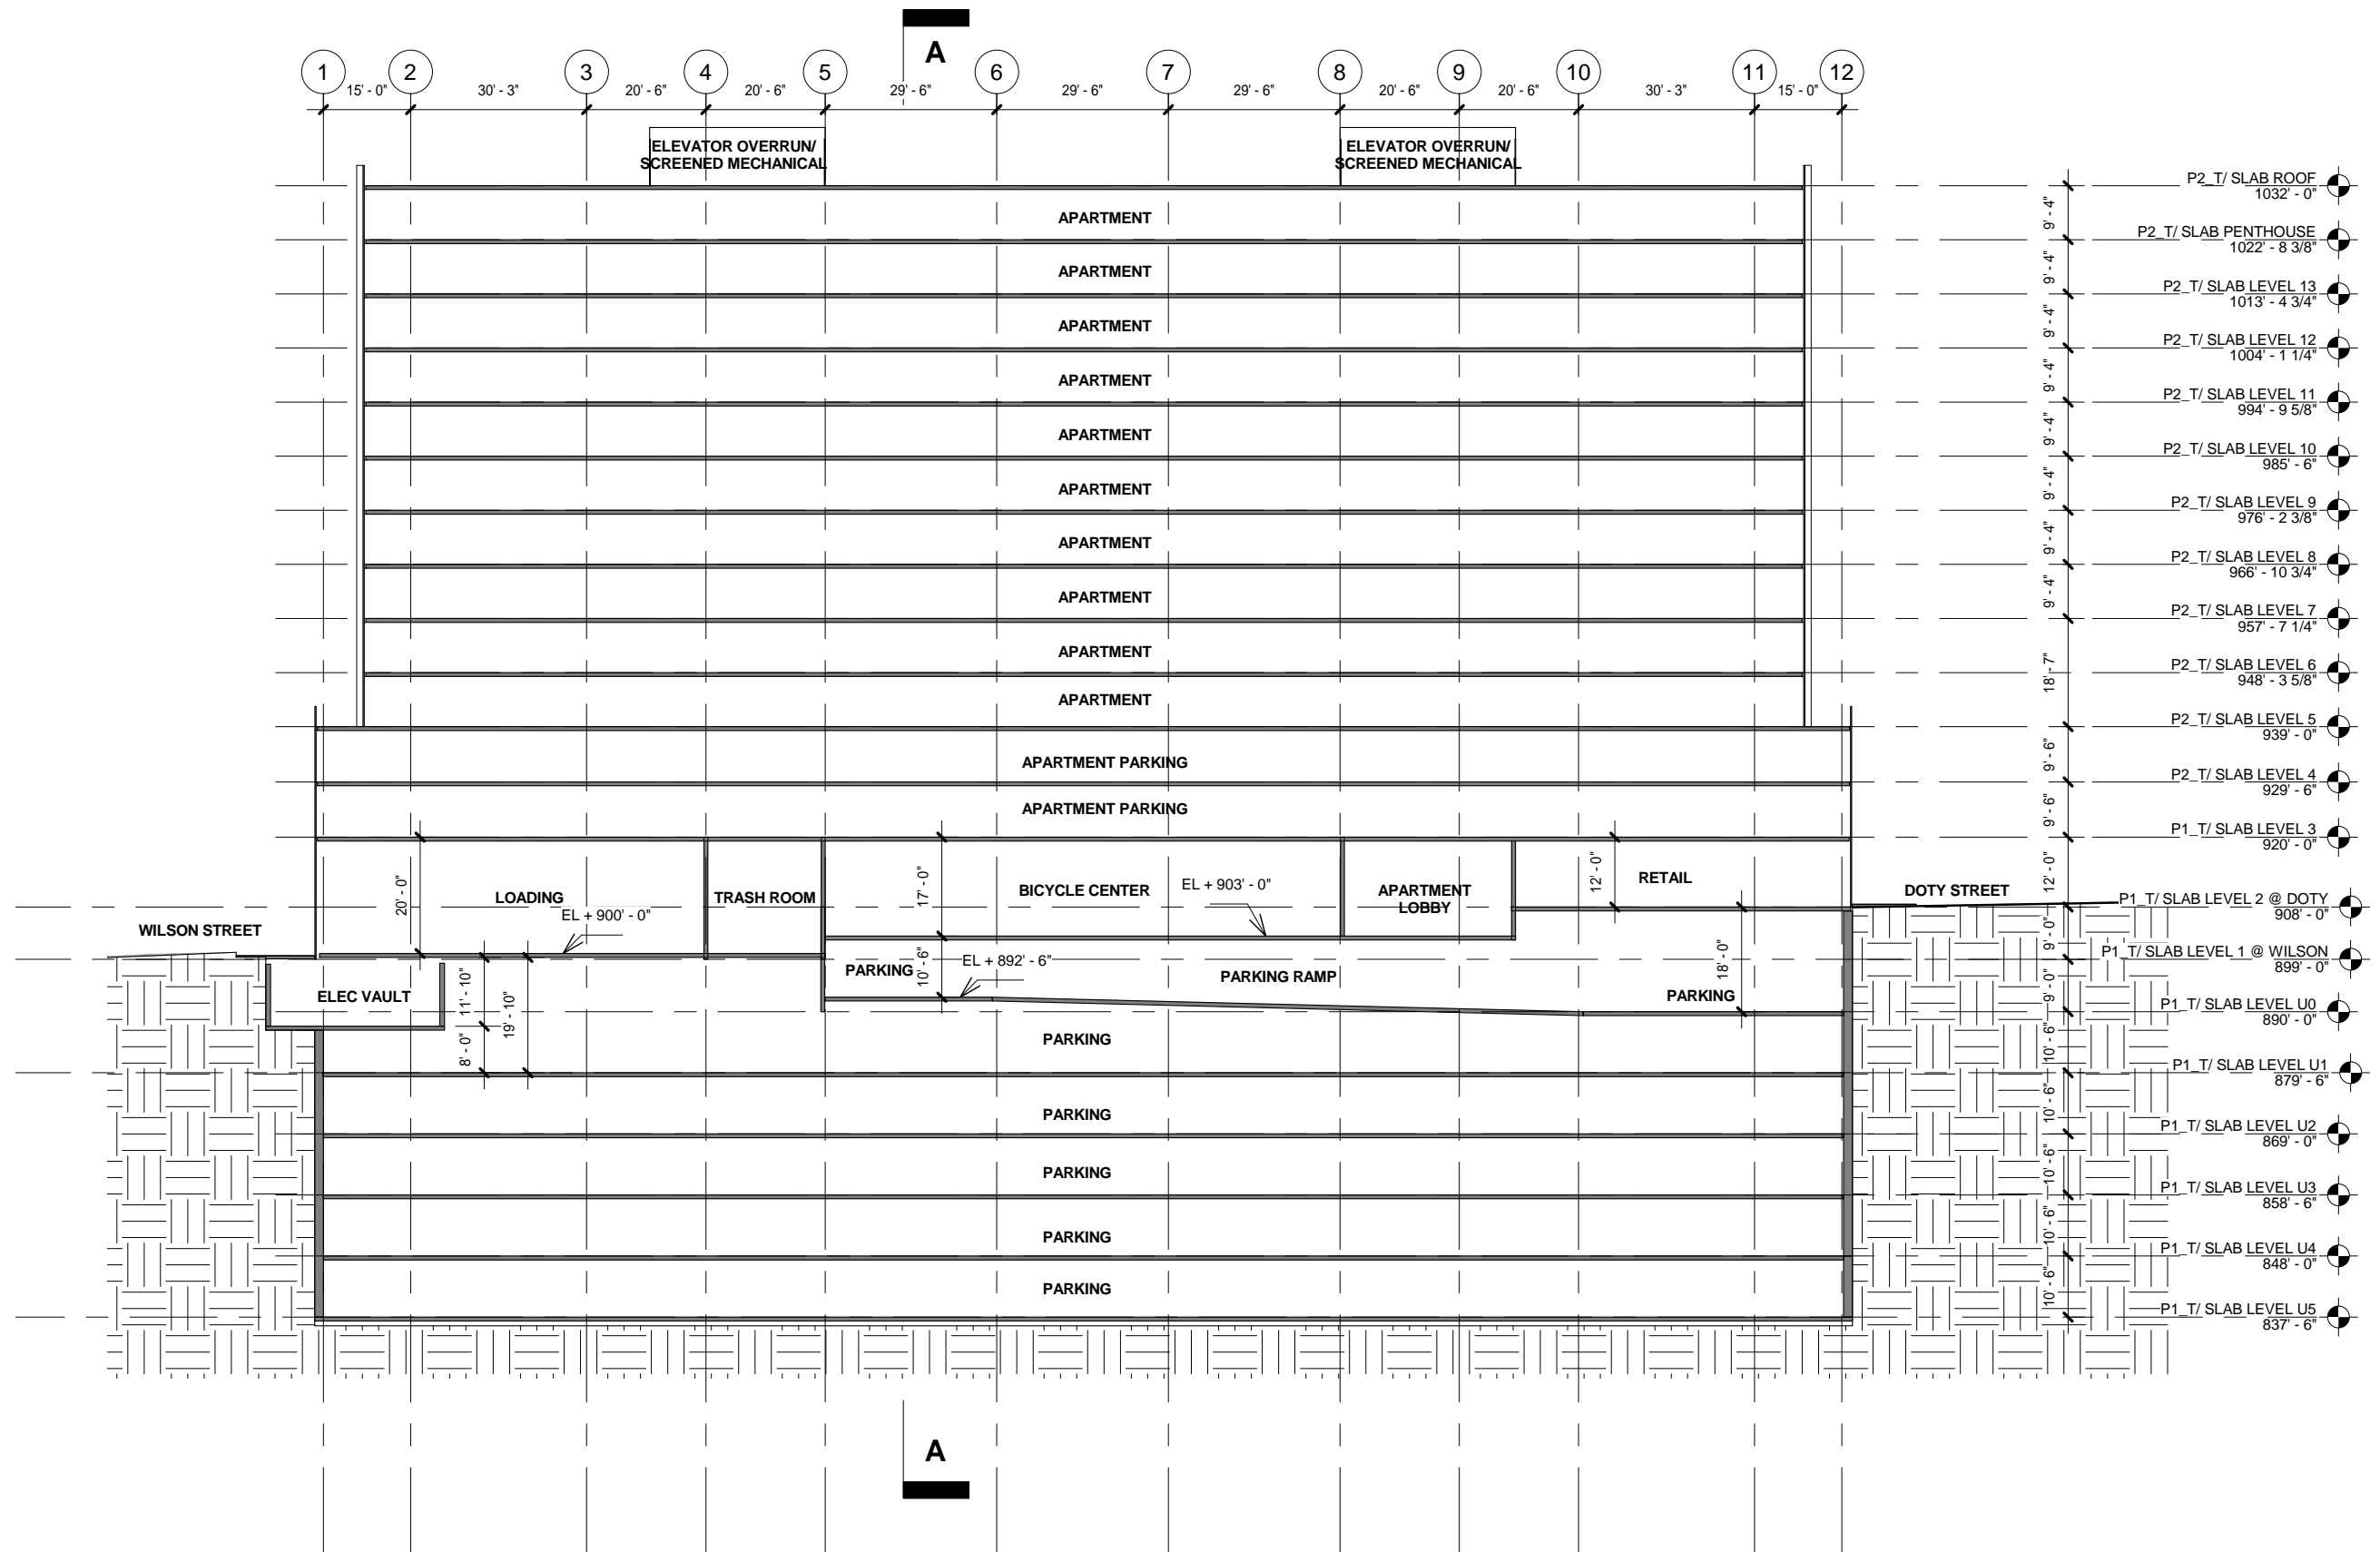 A
1 2 3 4 5 6 7 8 9 10 11 12
15' - 0" 30' - 3" 20' - 6" 20' - 6" 29' - 6" 29' - 6" 29' - 6" 20' - 6" 20' - 6" 30' - 3" 15' - 0"
ELEVATOR OVERRUN/
SCREENED MECHANICAL
ELEVATOR OVERRUN/
SCREENED MECHANICAL
P2_T/ SLAB ROOF
1032' - 0"
9' - 4"
APARTMENT
P2_T/ SLAB PENTHOUSE
1022' - 8 3/8"
9' - 4"
APARTMENT
P2_T/ SLAB LEVEL 13
1013' - 4 3/4"
9' - 4"
APARTMENT
P2_T/ SLAB LEVEL 12
1004' - 1 1/4"
9' - 4"
APARTMENT
P2_T/ SLAB LEVEL 11
994' - 9 5/8"
9' - 4"
APARTMENT
P2_T/ SLAB LEVEL 10
985' - 6"
9' - 4"
APARTMENT
P2_T/ SLAB LEVEL 9
976' - 2 3/8"
9' - 4"
APARTMENT
P2_T/ SLAB LEVEL 8
966' - 10 3/4"
9' - 4"
APARTMENT
P2_T/ SLAB LEVEL 7
957' - 7 1/4"
APARTMENT
P2_T/ SLAB LEVEL 6
948' - 3 5/8"
18' - 7"
APARTMENT
P2_T/ SLAB LEVEL 5
939' - 0"
9' - 6"
APARTMENT PARKING
P2_T/ SLAB LEVEL 4
929' - 6"
9' - 6"
APARTMENT PARKING
P1_T/ SLAB LEVEL 3
920' - 0"
12' - 0"
20' - 0"
LOADING
EL + 900' - 0"
TRASH ROOM
17' - 0"
BICYCLE CENTER
EL + 903' - 0"
APARTMENT
LOBBY
12' - 0"
RETAIL
DOTY STREET
P1_T/ SLAB LEVEL 2 @ DOTY
908' - 0"
WILSON STREET
9' - 0"
P1_T/ SLAB LEVEL 1 @ WILSON
899' - 0"
ELEC VAULT
11' - 10"
19' - 10"
8' - 0"
PARKING
10' - 6"
EL + 892' - 6"
PARKING RAMP
18' - 0"
PARKING
9' - 0"
P1_T/ SLAB LEVEL U0
890' - 0"
PARKING
10' - 6"
P1_T/ SLAB LEVEL U1
879' - 6"
PARKING
10' - 6"
P1_T/ SLAB LEVEL U2
869' - 0"
PARKING
10' - 6"
P1_T/ SLAB LEVEL U3
858' - 6"
PARKING
10' - 6"
P1_T/ SLAB LEVEL U4
848' - 0"
PARKING
10' - 6"
P1_T/ SLAB LEVEL U5
837' - 6"
A